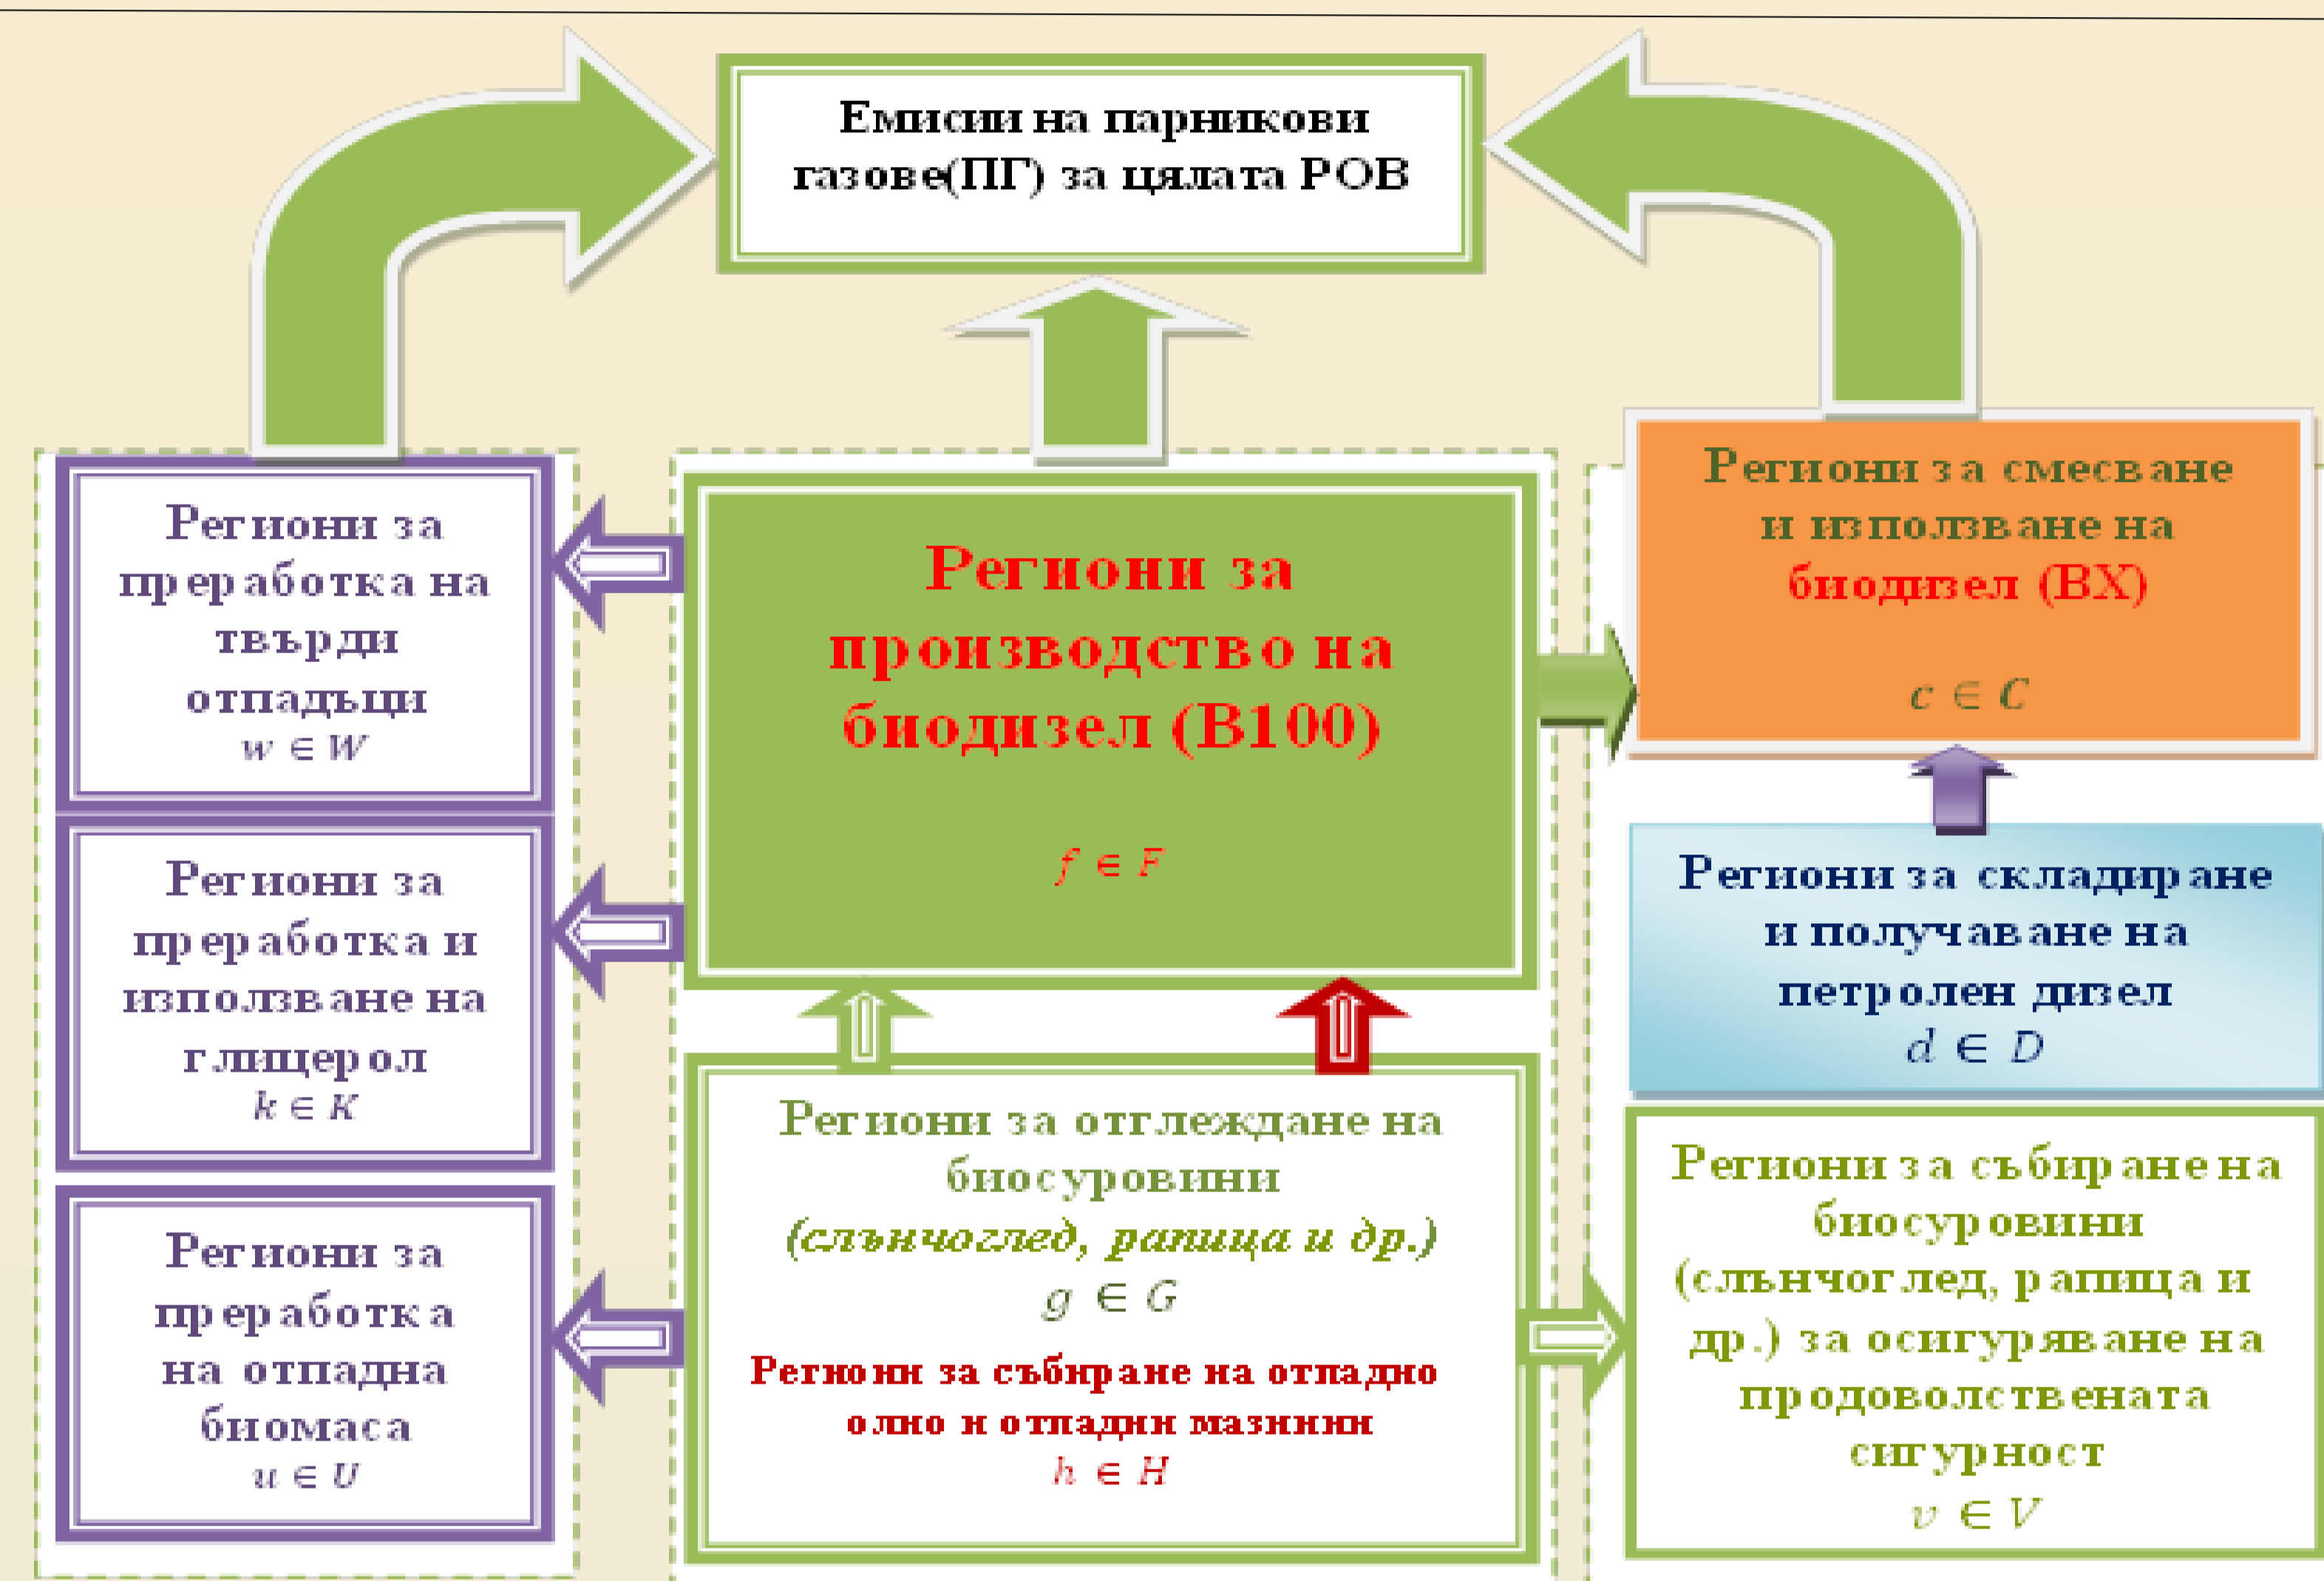 Емисии на парникови
газове(ПГ) за цялата РОВ
Региони за
преработка на
твърди
отпадъци
w ∈ W
Региони за
преработка и
използване на
глицерол
k ∈ K
Региони за
преработка
на отпадна
биомаса
u ∈ U
Региони за
производство на
биодизел (B100)
f ∈ F
Региони за отглеждане на
биосуровини
(слънчоглед, рапица и др.)
g ∈ G
Региони за събиране на отпадно
олио и отпадни мазнини
h ∈ H
Региони за смесване
и използване на
биодизел (BX)
c ∈ C
Региони за складиране
и получаване на
петролен дизел
d ∈ D
Региони за събиране на
биосуровини
(слънчоглед, рапица и
др.) за осигуряване на
продоволствената
сигурност
v ∈ V